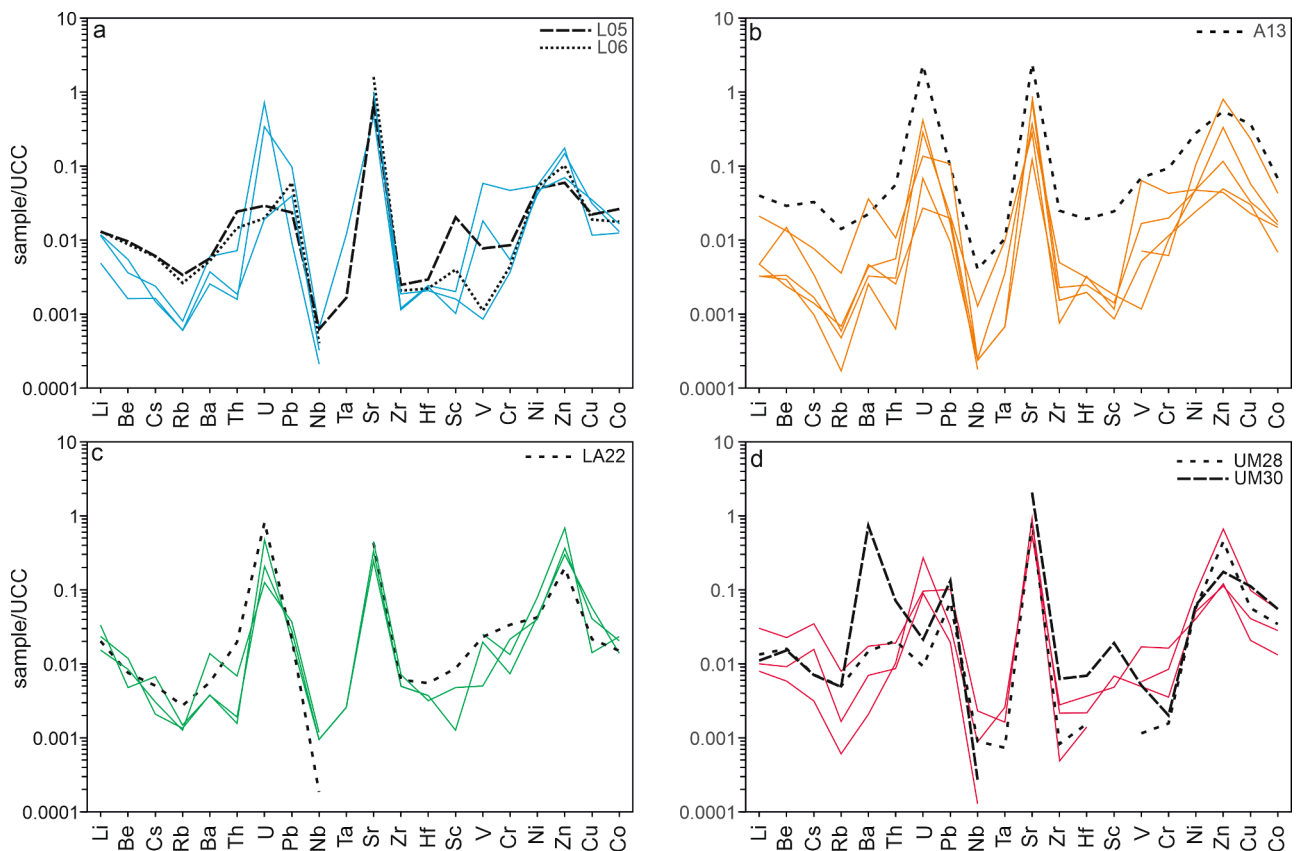 a
L05
L06
sample/UCC
10
1
0.1
0.01
0.001
0.0001
Li Be Cs Rb Ba Th U Pb Nb Ta Sr Zr Hf Sc V Cr Ni Zn Cu Co
b
A13
10
1
0.1
0.01
0.001
0.0001
Li Be Cs Rb Ba Th U Pb Nb Ta Sr Zr Hf Sc V Cr Ni Zn Cu Co
c
LA22
sample/UCC
10
1
0.1
0.01
0.001
0.0001
Li Be Cs Rb Ba Th U Pb Nb Ta Sr Zr Hf Sc V Cr Ni Zn Cu Co
d
UM28
UM30
10
1
0.1
0.01
0.001
0.0001
Li Be Cs Rb Ba Th U Pb Nb Ta Sr Zr Hf Sc V Cr Ni Zn Cu Co